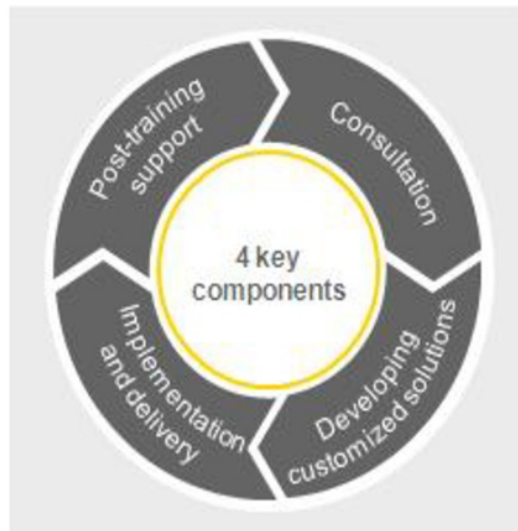 4 key
components
Consultation
Developing
customized solutions
Implementation
and delivery
Post-training
support